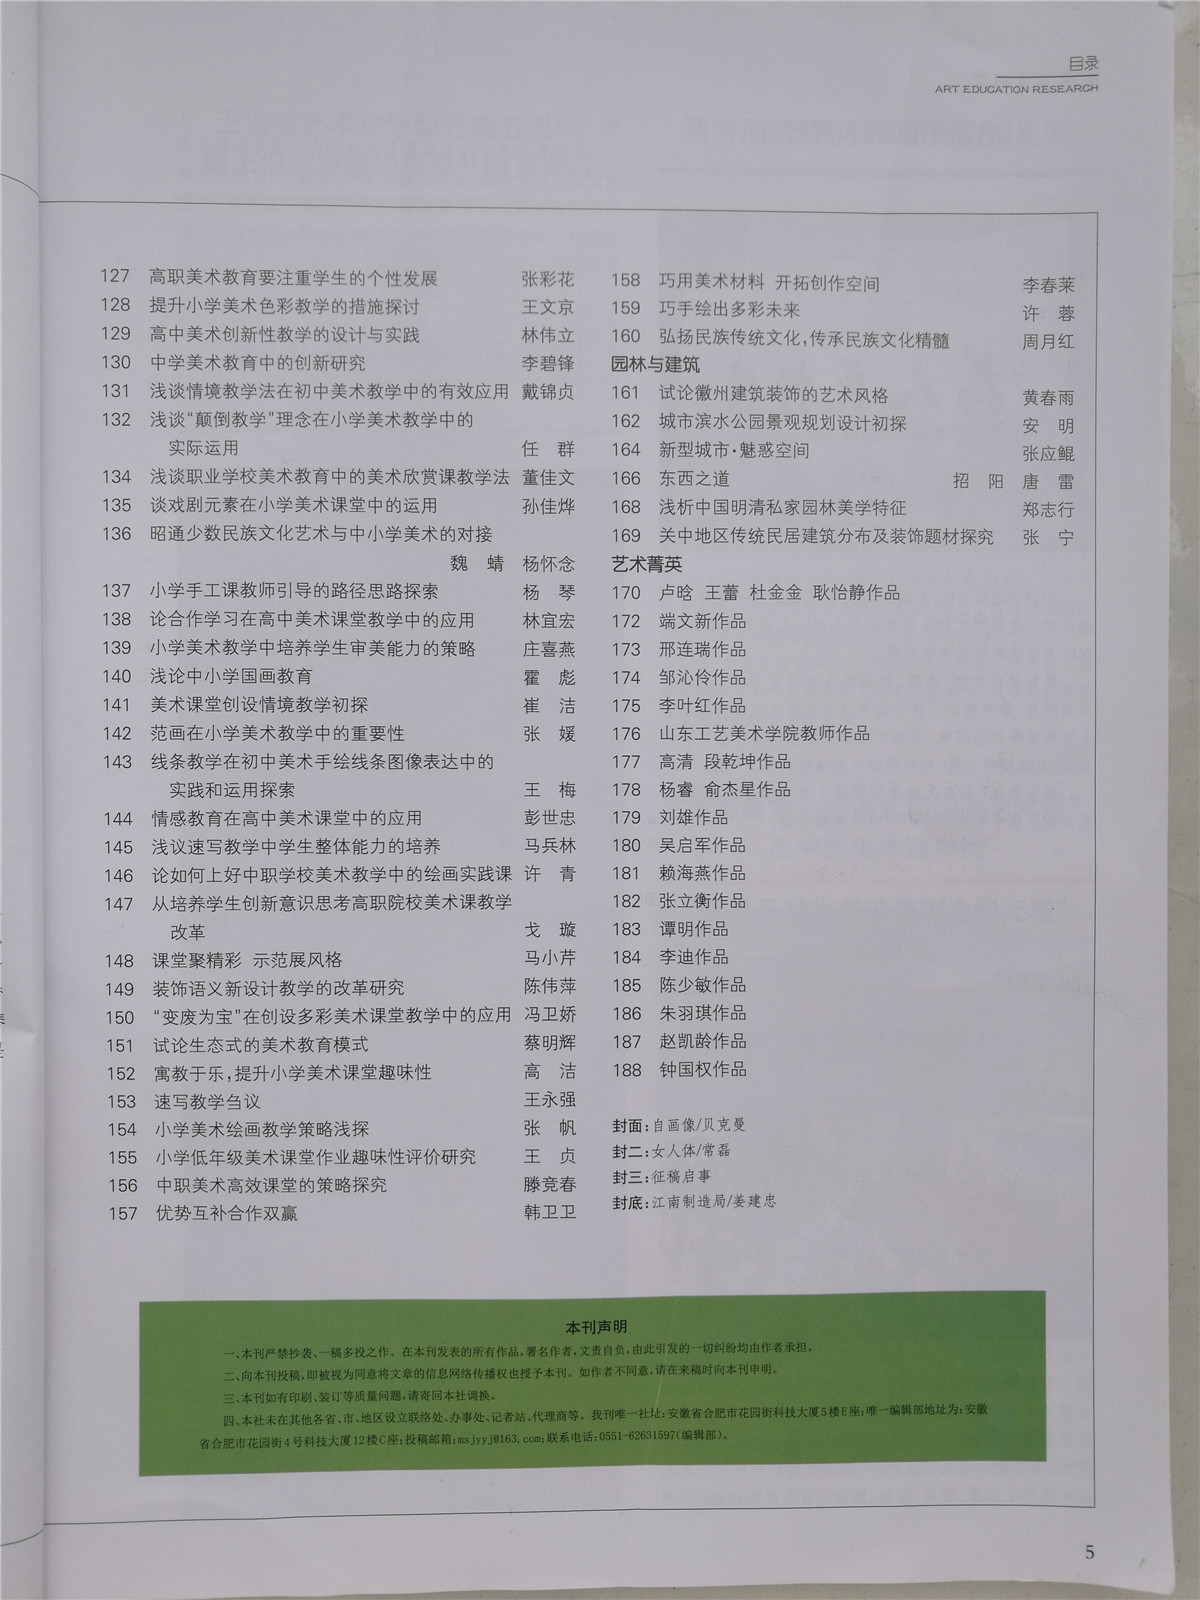 目录
ART EDUCATION RESEARCH
127 高职美术教育要注重学生的个性发展 张彩花
128 提升小学美术色彩教学的措施探讨 王文京
129 高中美术创新性教学的设计与实践 林伟立
130 中学美术教育中的创新研究 李碧锋
131 浅谈情境教学法在初中美术教学中的有效应用 戴锦贞
132 浅谈“颠倒教学”理念在小学美术教学中的
实际运用 任 群
134 浅谈职业学校美术教育中的美术欣赏课教学法 董佳文
135 谈戏剧元素在小学美术课堂中的运用 孙佳烨
136 昭通少数民族文化艺术与中小学美术的对接
魏 蜻 杨怀念
137 小学手工课教师引导的路径思路探索 杨 琴
138 论合作学习在高中美术课堂教学中的应用 林宜宏
139 小学美术教学中培养学生审美能力的策略 庄喜燕
140 浅论中小学国画教育 霍 彪
141 美术课堂创设情境教学初探 崔 洁
142 范画在小学美术教学中的重要性 张 媛
143 线条教学在初中美术手绘线条图像表达中的
实践和运用探索 王 梅
144 情感教育在高中美术课堂中的应用 彭世忠
145 浅议速写教学中学生整体能力的培养 马兵林
146 论如何上好中职学校美术教学中的绘画实践课 许 青
147 从培养学生创新意识思考高职院校美术课教学
改革 戈 璇
148 课堂聚精彩 示范展风格 马小芹
149 装饰语义新设计教学的改革研究 陈伟萍
150 “变废为宝”在创设多彩美术课堂教学中的应用 冯卫娇
151 试论生态式的美术教育模式 蔡明辉
152 寓教于乐,提升小学美术课堂趣味性 高 洁
153 速写教学刍议 王永强
154 小学美术绘画教学策略浅探 张 帆
155 小学低年级美术课堂作业趣味性评价研究 王 贞
156 中职美术高效课堂的策略探究 滕竞春
157 优势互补合作双赢 韩卫卫
158 巧用美术材料 开拓创作空间 李春莱
159 巧手绘出多彩未来 许 蓉
160 弘扬民族传统文化,传承民族文化精髓 周月红
园林与建筑
161 试论徽州建筑装饰的艺术风格 黄春雨
162 城市滨水公园景观规划设计初探 安 明
164 新型城市·魅惑空间 张应鲲
166 东西之道 招 阳 唐 雷
168 浅析中国明清私家园林美学特征 郑志行
169 关中地区传统民居建筑分布及装饰题材探究 张 宁
艺术菁英
170 卢晗 王蕾 杜金金 耿怡静作品
172 端文新作品
173 邢连瑞作品
174 邹沁伶作品
175 李叶红作品
176 山东工艺美术学院教师作品
177 高清 段乾坤作品
178 杨睿 俞杰星作品
179 刘雄作品
180 吴启军作品
181 赖海燕作品
182 张立衡作品
183 谭明作品
184 李迪作品
185 陈少敏作品
186 朱羽琪作品
187 赵凯龄作品
188 钟国权作品
封面:自画像/贝克曼
封二:女人体/常磊
封三:征稿启事
封底:江南制造局/姜建忠
本刊声明
一、本刊严禁抄袭、一稿多投之作。在本刊发表的所有作品,署名作者,文责自负,由此引发的一切纠纷均由作者承担。
二、向本刊投稿,即被视为同意将文章的信息网络传播权也授予本刊。如作者不同意,请在来稿时向本刊申明。
三、本刊如有印刷、装订等质量问题,请寄回本社调换。
四、本社未在其他各省、市、地区设立联络处、办事处、记者站、代理商等。我刊唯一社址:安徽省合肥市花园街科技大厦5楼E座;唯一编辑部地址为:安徽
省合肥市花园街4号科技大厦12楼C座;投稿邮箱:msjyyj@163.com;联系电话:0551-62631597(编辑部)。
5